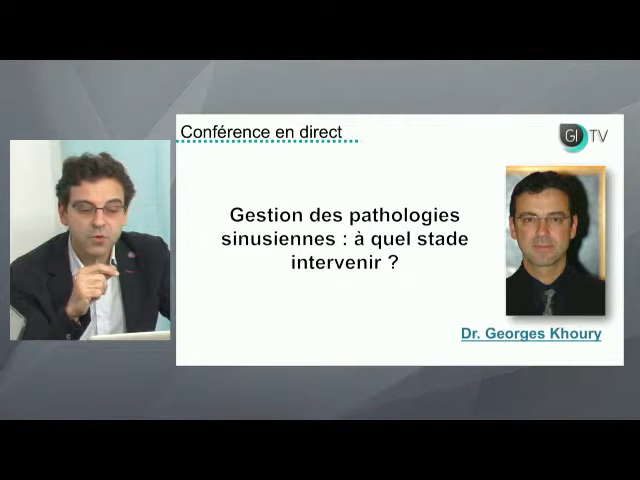 Conférence en direct
GI TV
Gestion des pathologies
sinusiennes : à quel stade
intervenir ?
Dr. Georges Khoury